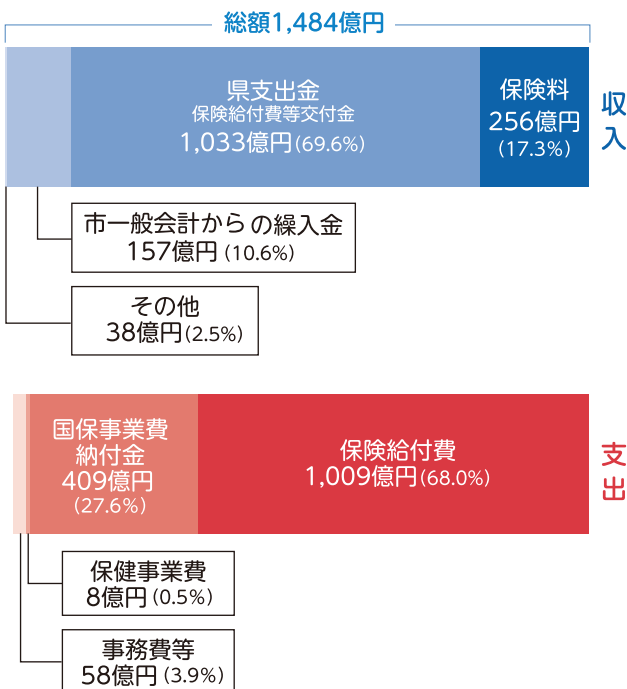 総額1,484億円
県支出金
保険給付費等交付金
1,033億円(69.6%)
保険料
256億円
(17.3%)
収入
市一般会計からの繰入金
157億円(10.6%)
その他
38億円(2.5%)
国保事業費
納付金
409億円
(27.6%)
保険給付費
1,009億円(68.0%)
支出
保健事業費
8億円(0.5%)
事務費等
58億円(3.9%)